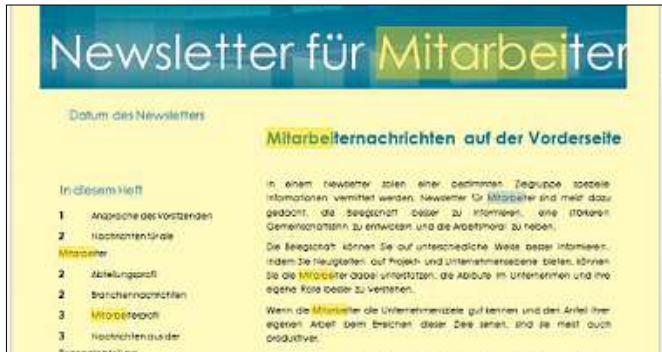 Newsletter für Mitarbeiter
Datum des Newsletters
Mitarbeiternachrichten auf der Vorderseite
In diesem Heft
1 Ansprache des Vorsitzenden
2 Nachrichten für alle
Mitarbeiter
2 Abteilungsprofil
2 Branchennachrichten
3 Mitarbeiterprofil
3 Nachrichten aus der
In einem Newsletter sollen einer bestimmten Zielgruppe spezielle
Informationen vermittelt werden. Newsletter für Mitarbeiter sind meist dazu
gedacht, die Belegschaft besser zu informieren, eine stärkeren
Gemeinschaftssinn zu entwickeln und die Arbeitsmoral zu heben.
Die Belegschaft können Sie auf unterschiedliche Weise besser informieren.
Indem Sie Neuigkeiten auf Projekt- und Unternehmensebene bieten, können
Sie die Mitarbeiter dabei unterstützen, die Abläufe im Unternehmen und ihre
eigene Rolle besser zu verstehen.
Wenn die Mitarbeiter die Unternehmensziele gut kennen und den Anteil ihrer
eigenen Arbeit beim Erreichen dieser Ziele sehen, sind sie meist auch
produktiver.